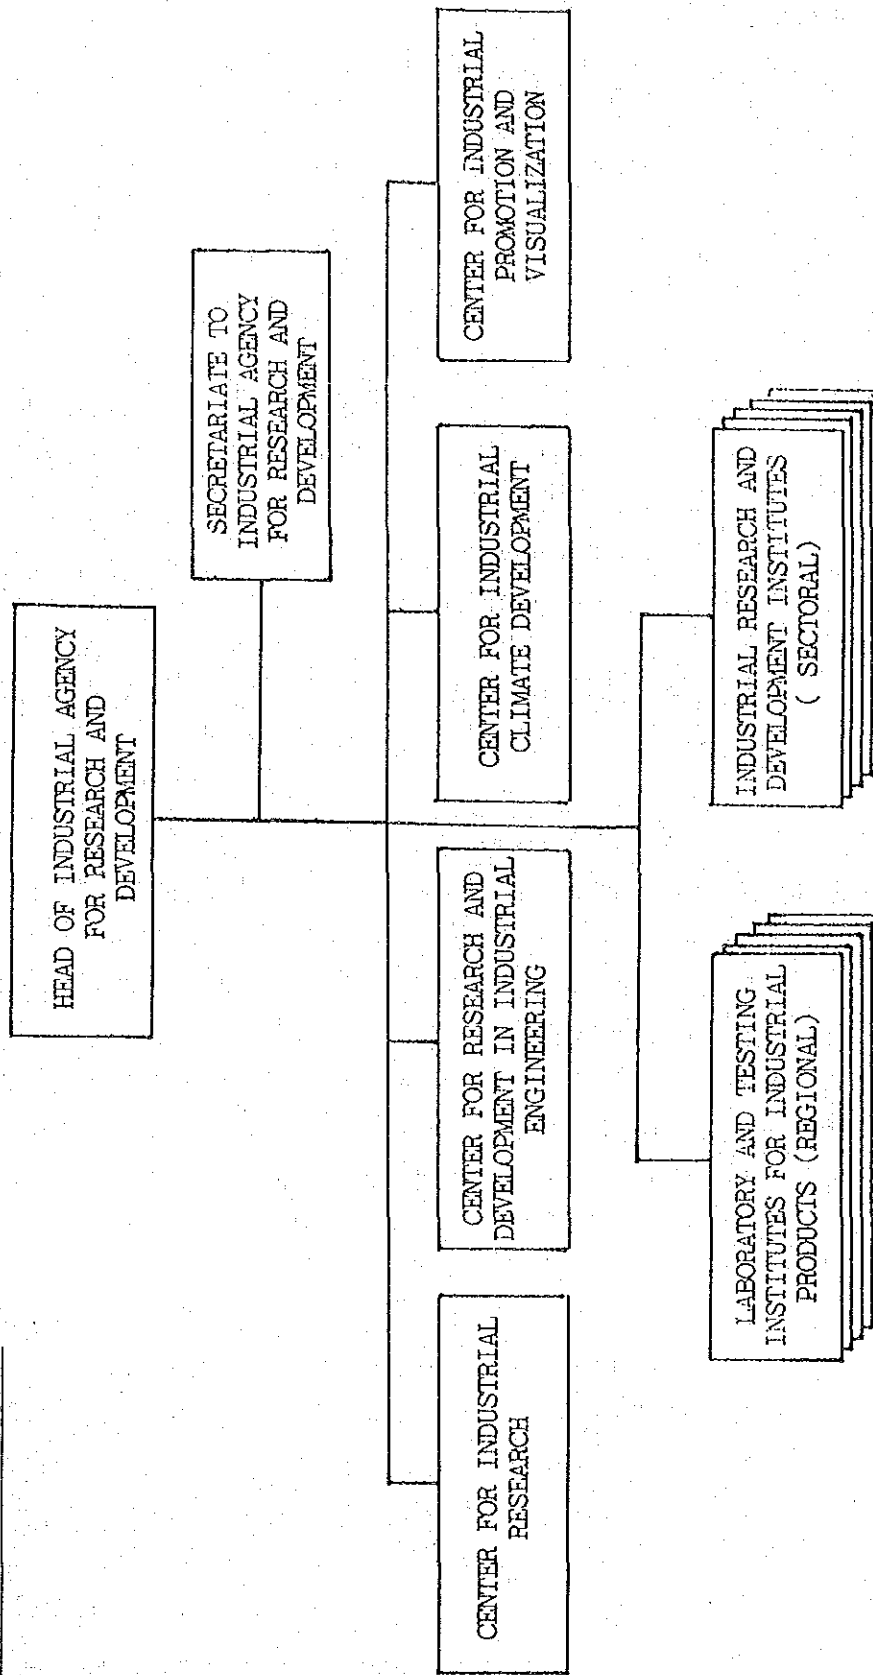 HEAD OF INDUSTRIAL AGENCY
FOR RESEARCH AND
DEVELOPMENT
SECRETARIATE TO
INDUSTRIAL AGENCY
FOR RESEARCH AND
DEVELOPMENT
CENTER FOR INDUSTRIAL
RESEARCH
CENTER FOR RESEARCH AND
DEVELOPMENT IN INDUSTRIAL
ENGINEERING
CENTER FOR INDUSTRIAL
CLIMATE DEVELOPMENT
CENTER FOR INDUSTRIAL
PROMOTION AND
VISUALIZATION
LABORATORY AND TESTING
INSTITUTES FOR INDUSTRIAL
PRODUCTS (REGIONAL)
INDUSTRIAL RESEARCH AND
DEVELOPMENT INSTITUTES
( SECTORAL)